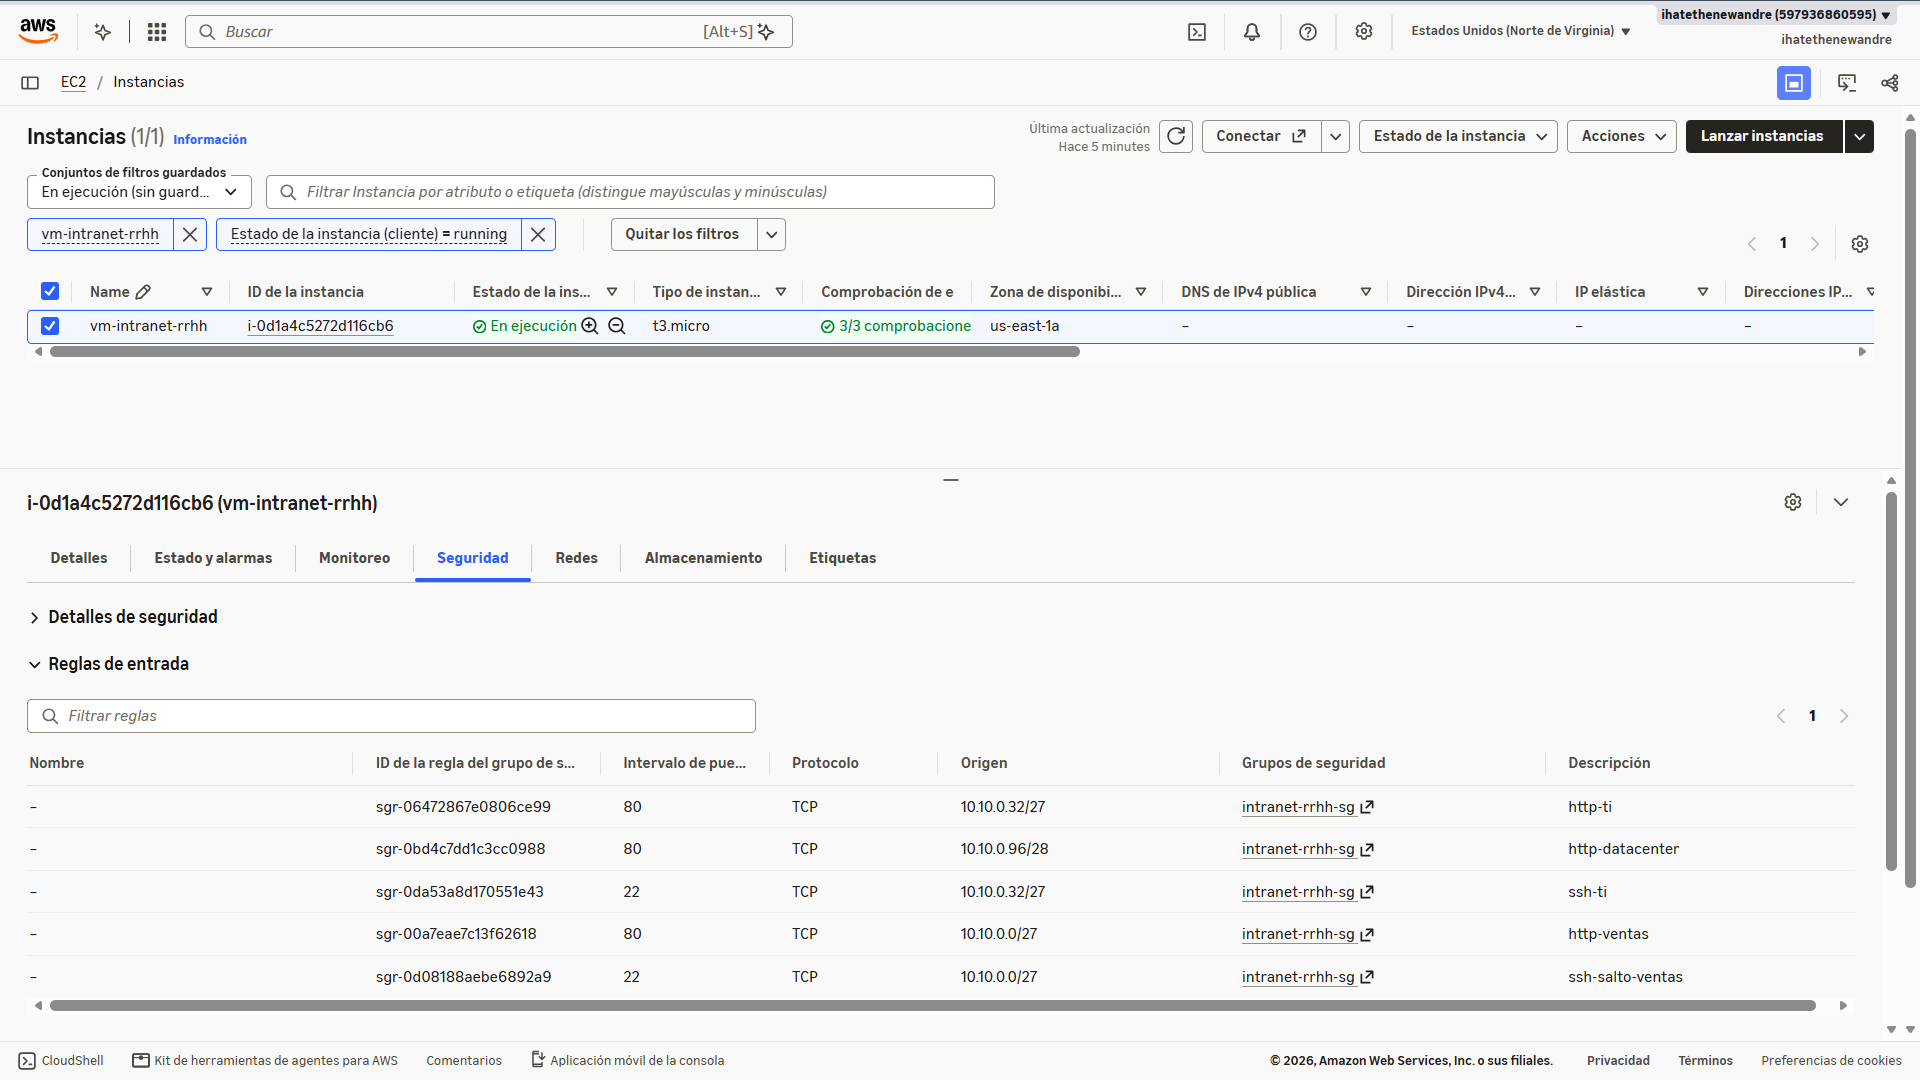 aws
Buscar
[Alt+S]
Estados Unidos (Norte de Virginia)
ihatethenewandre (597936860595)
ihatethenewandre
EC2 / Instancias
Instancias (1/1) Información
Última actualización
Hace 5 minutes
Conectar
Estado de la instancia
Acciones
Lanzar instancias
Conjuntos de filtros guardados
En ejecución (sin guard...
Filtrar Instancia por atributo o etiqueta (distingue mayúsculas y minúsculas)
vm-intranet-rrhh
Estado de la instancia (cliente) = running
Quitar los filtros
1
Name ID de la instancia Estado de la ins... Tipo de instan... Comprobación de e Zona de disponibi... DNS de IPv4 pública Dirección IPv4... IP elástica Direcciones IP...
vm-intranet-rrhh i-0d1a4c5272d116cb6 En ejecución t3.micro 3/3 comprobacione us-east-1a – – – –
i-0d1a4c5272d116cb6 (vm-intranet-rrhh)
Detalles Estado y alarmas Monitoreo Seguridad Redes Almacenamiento Etiquetas
Detalles de seguridad
Reglas de entrada
Filtrar reglas
1
Nombre ID de la regla del grupo de s... Intervalo de pue... Protocolo Origen Grupos de seguridad Descripción
– sgr-06472867e0806ce99 80 TCP 10.10.0.32/27 intranet-rrhh-sg http-ti
– sgr-0bd4c7dd1c3cc0988 80 TCP 10.10.0.96/28 intranet-rrhh-sg http-datacenter
– sgr-0da53a8d170551e43 22 TCP 10.10.0.32/27 intranet-rrhh-sg ssh-ti
– sgr-00a7eae7c13f62618 80 TCP 10.10.0.0/27 intranet-rrhh-sg http-ventas
– sgr-0d08188aebe6892a9 22 TCP 10.10.0.0/27 intranet-rrhh-sg ssh-salto-ventas
CloudShell Kit de herramientas de agentes para AWS Comentarios Aplicación móvil de la consola © 2026, Amazon Web Services, Inc. o sus filiales. Privacidad Términos Preferencias de cookies